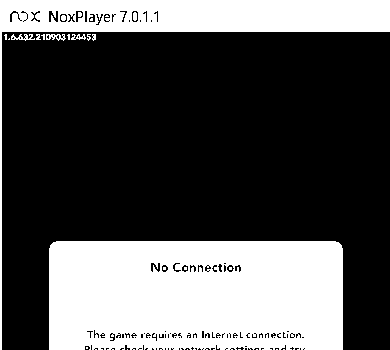 nox NoxPlayer 7.0.1.1
1.6.632.210903124453
No Connection
The game requires an Internet connection.
Please check your network settings and try